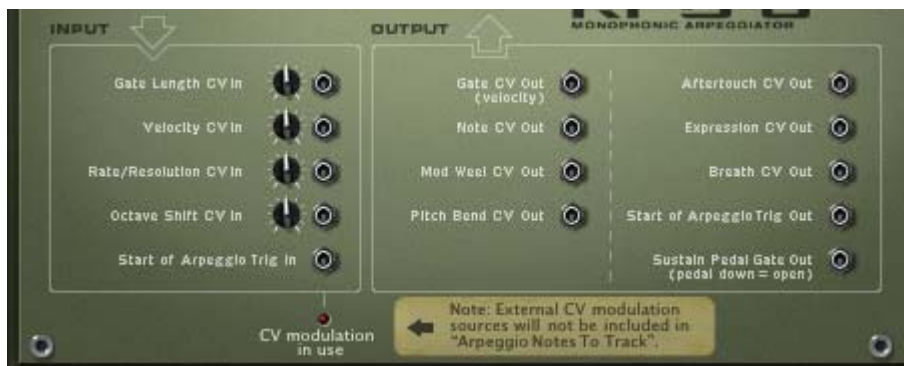 INPUT
Gate Length CV In
Velocity CV In
Rate/Resolution CV In
Octave Shift CV In
Start of Arpeggio Trig In
CV modulation
in use
OUTPUT
MONOPHONIC ARPEGGIATOR
Gate CV Out
(velocity)
Note CV Out
Mod Weel CV Out
Pitch Bend CV Out
Aftertouch CV Out
Expression CV Out
Breath CV Out
Start of Arpeggio Trig Out
Sustain Pedal Gate Out
(pedal down = open)
Note: External CV modulation
sources will not be included in
"Arpeggio Notes To Track".